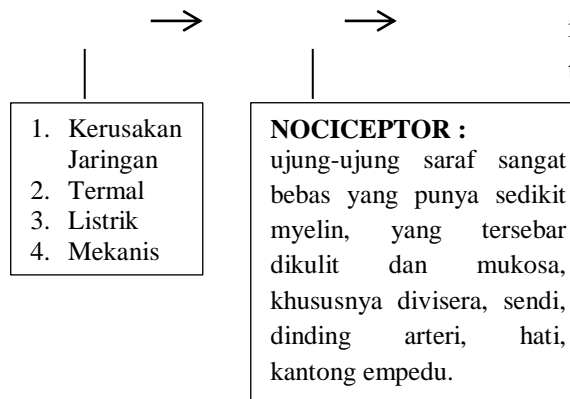 1. Kerusakan
Jaringan
2. Termal
3. Listrik
4. Mekanis
NOCICEPTOR :
ujung-ujung saraf sangat
bebas yang punya sedikit
myelin, yang tersebar
dikulit dan mukosa,
khususnya divisera, sendi,
dinding arteri, hati,
kantong empedu.